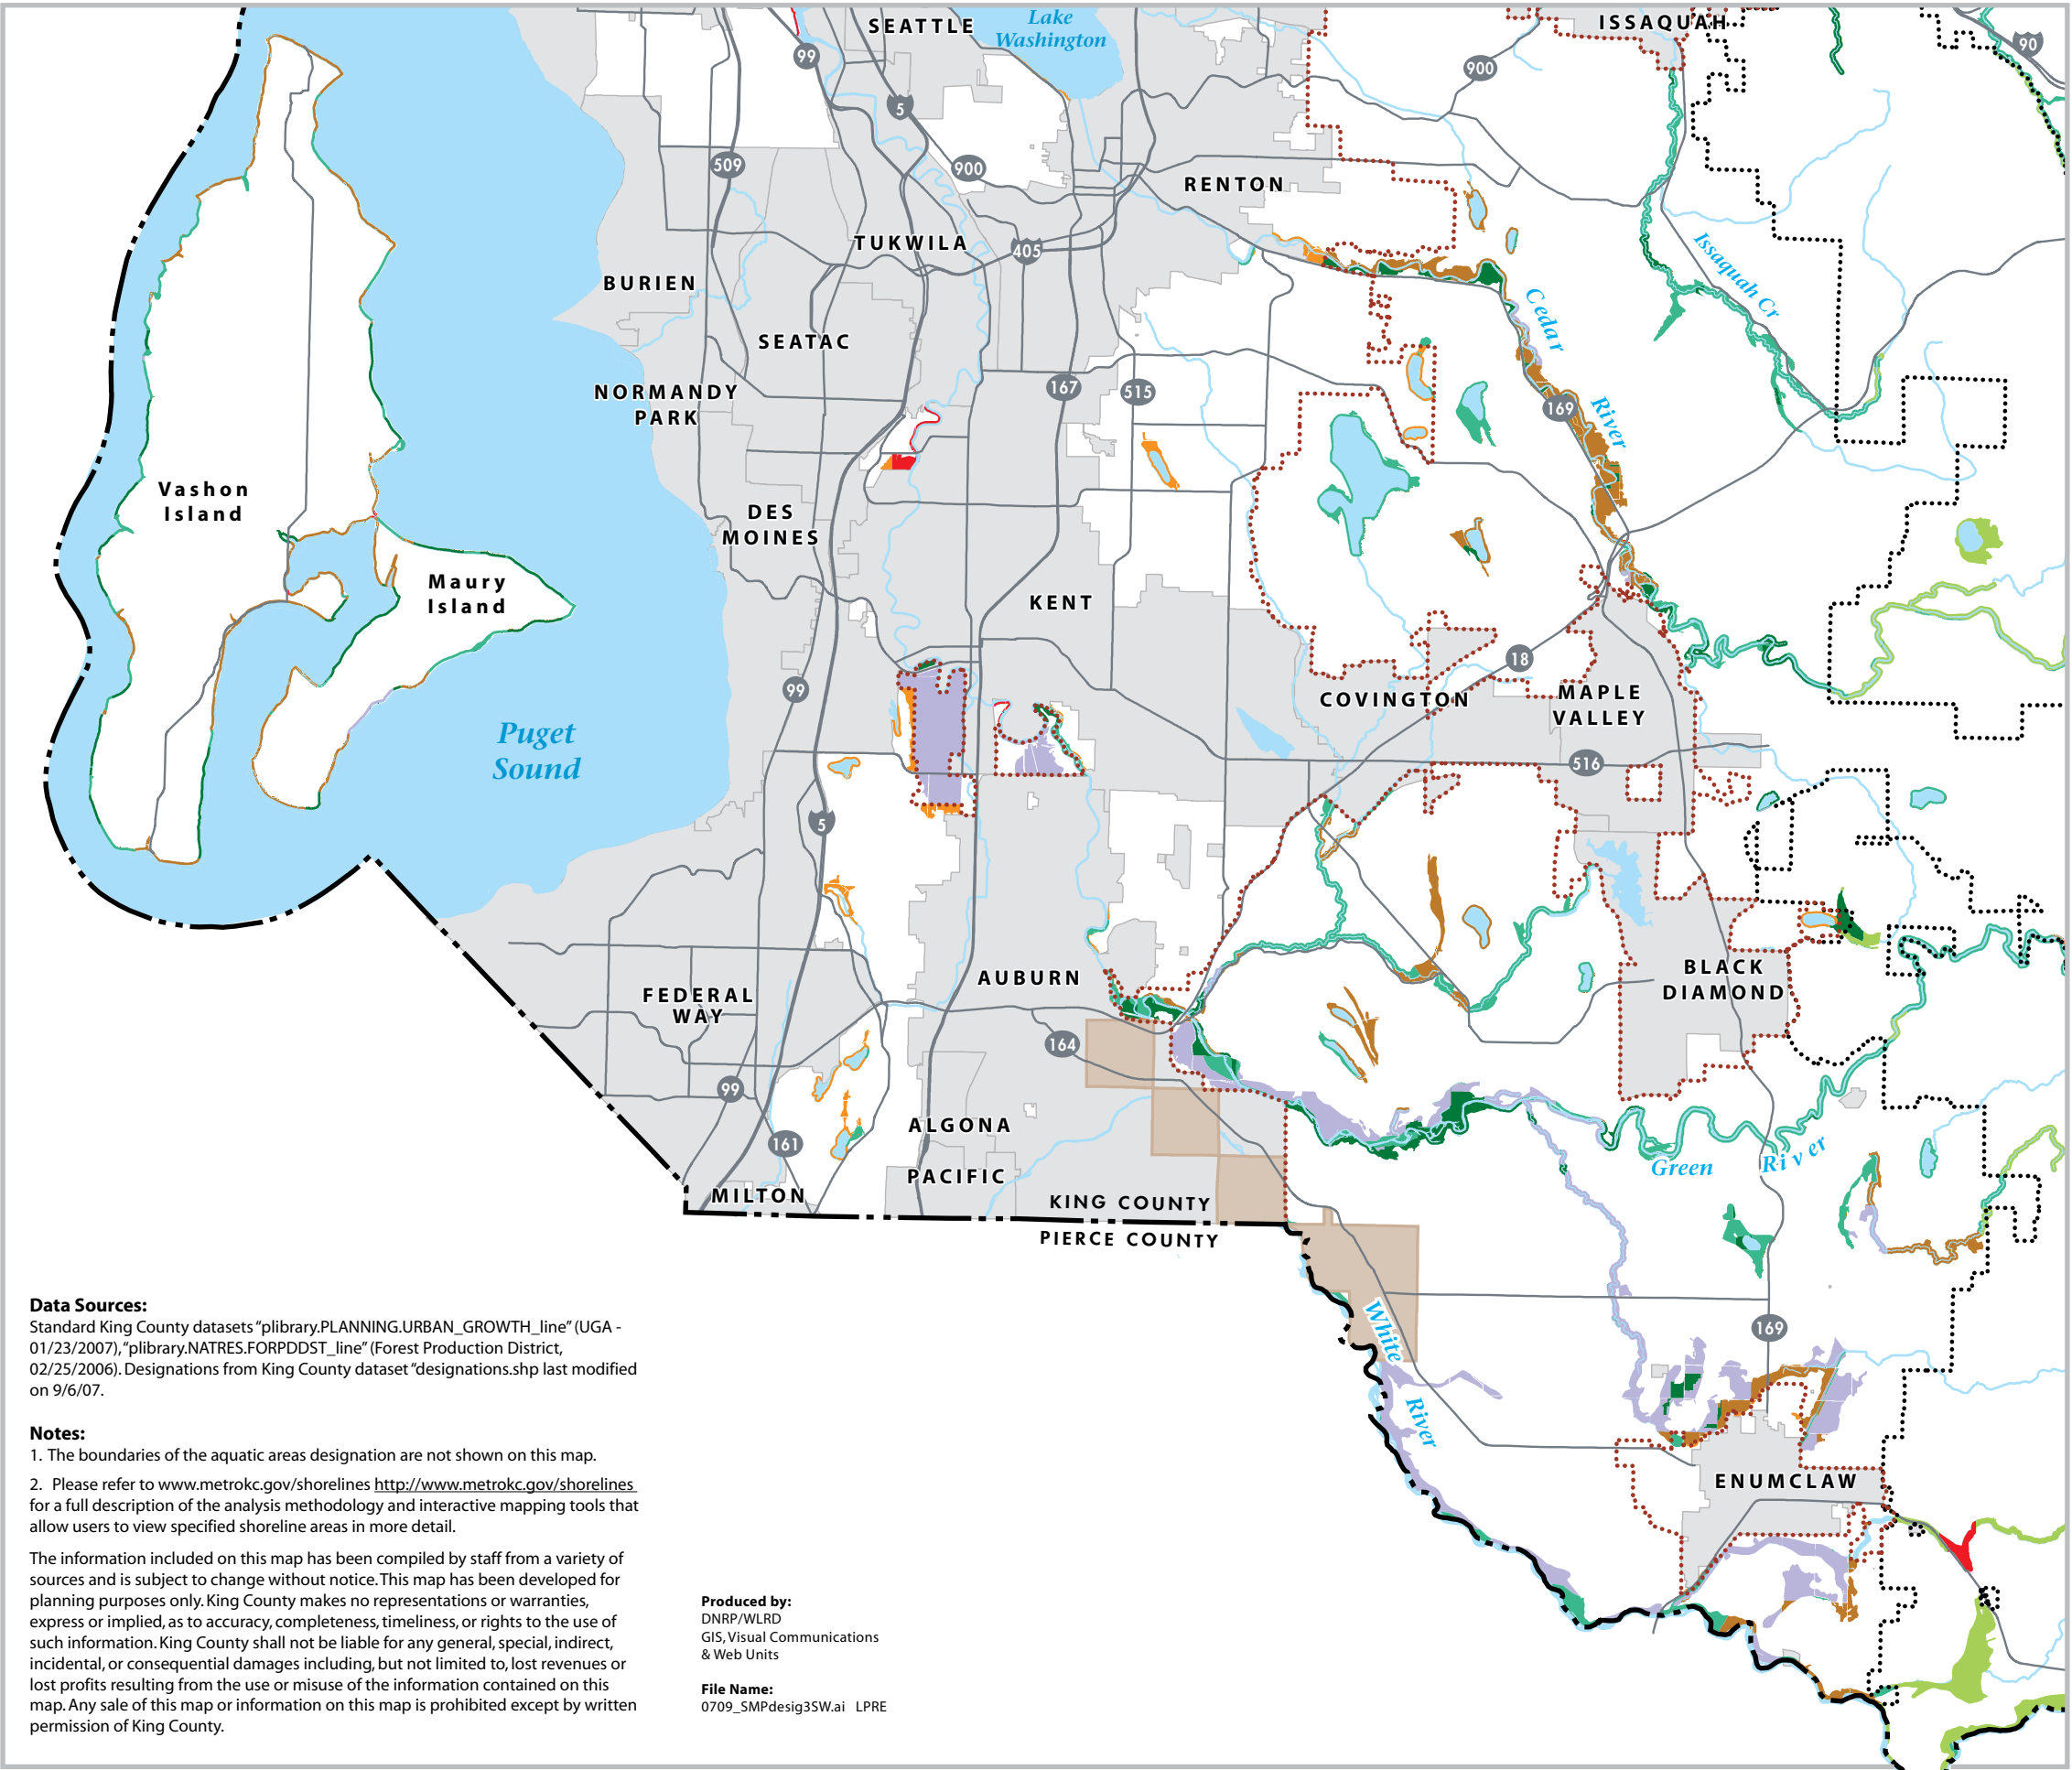 SEATTLE
Lake
Washington
ISSAQUAH
90
99
900
5
509
900
RENTON
TUKWILA
405
BURIEN
Issaquah Cr
Cedar
River
SEATAC
NORMANDY
PARK
167
515
169
Vashon
Island
DES
MOINES
Maury
Island
KENT
18
99
COVINGTON
MAPLE
VALLEY
Puget
Sound
516
5
AUBURN
BLACK
DIAMOND
FEDERAL
WAY
164
99
ALGONA
161
Green
River
PACIFIC
MILTON
KING COUNTY
PIERCE COUNTY
White
River
169
ENUMCLAW
Data Sources:
Standard King County datasets “plibrary.PLANNING.URBAN_GROWTH_line” (UGA -
01/23/2007), “plibrary.NATRES.FORPDDST_line” (Forest Production District,
02/25/2006). Designations from King County dataset “designations.shp last modified
on 9/6/07.
Notes:
1. The boundaries of the aquatic areas designation are not shown on this map.
2. Please refer to www.metrokc.gov/shorelines http://www.metrokc.gov/shorelines
for a full description of the analysis methodology and interactive mapping tools that
allow users to view specified shoreline areas in more detail.
The information included on this map has been compiled by staff from a variety of
sources and is subject to change without notice. This map has been developed for
planning purposes only. King County makes no representations or warranties,
express or implied, as to accuracy, completeness, timeliness, or rights to the use of
such information. King County shall not be liable for any general, special, indirect,
incidental, or consequential damages including, but not limited to, lost revenues or
lost profits resulting from the use or misuse of the information contained on this
map. Any sale of this map or information on this map is prohibited except by written
permission of King County.
Produced by:
DNRP/WLRD
GIS, Visual Communications
& Web Units
File Name:
0709_SMPdesig3SW.ai LPRE